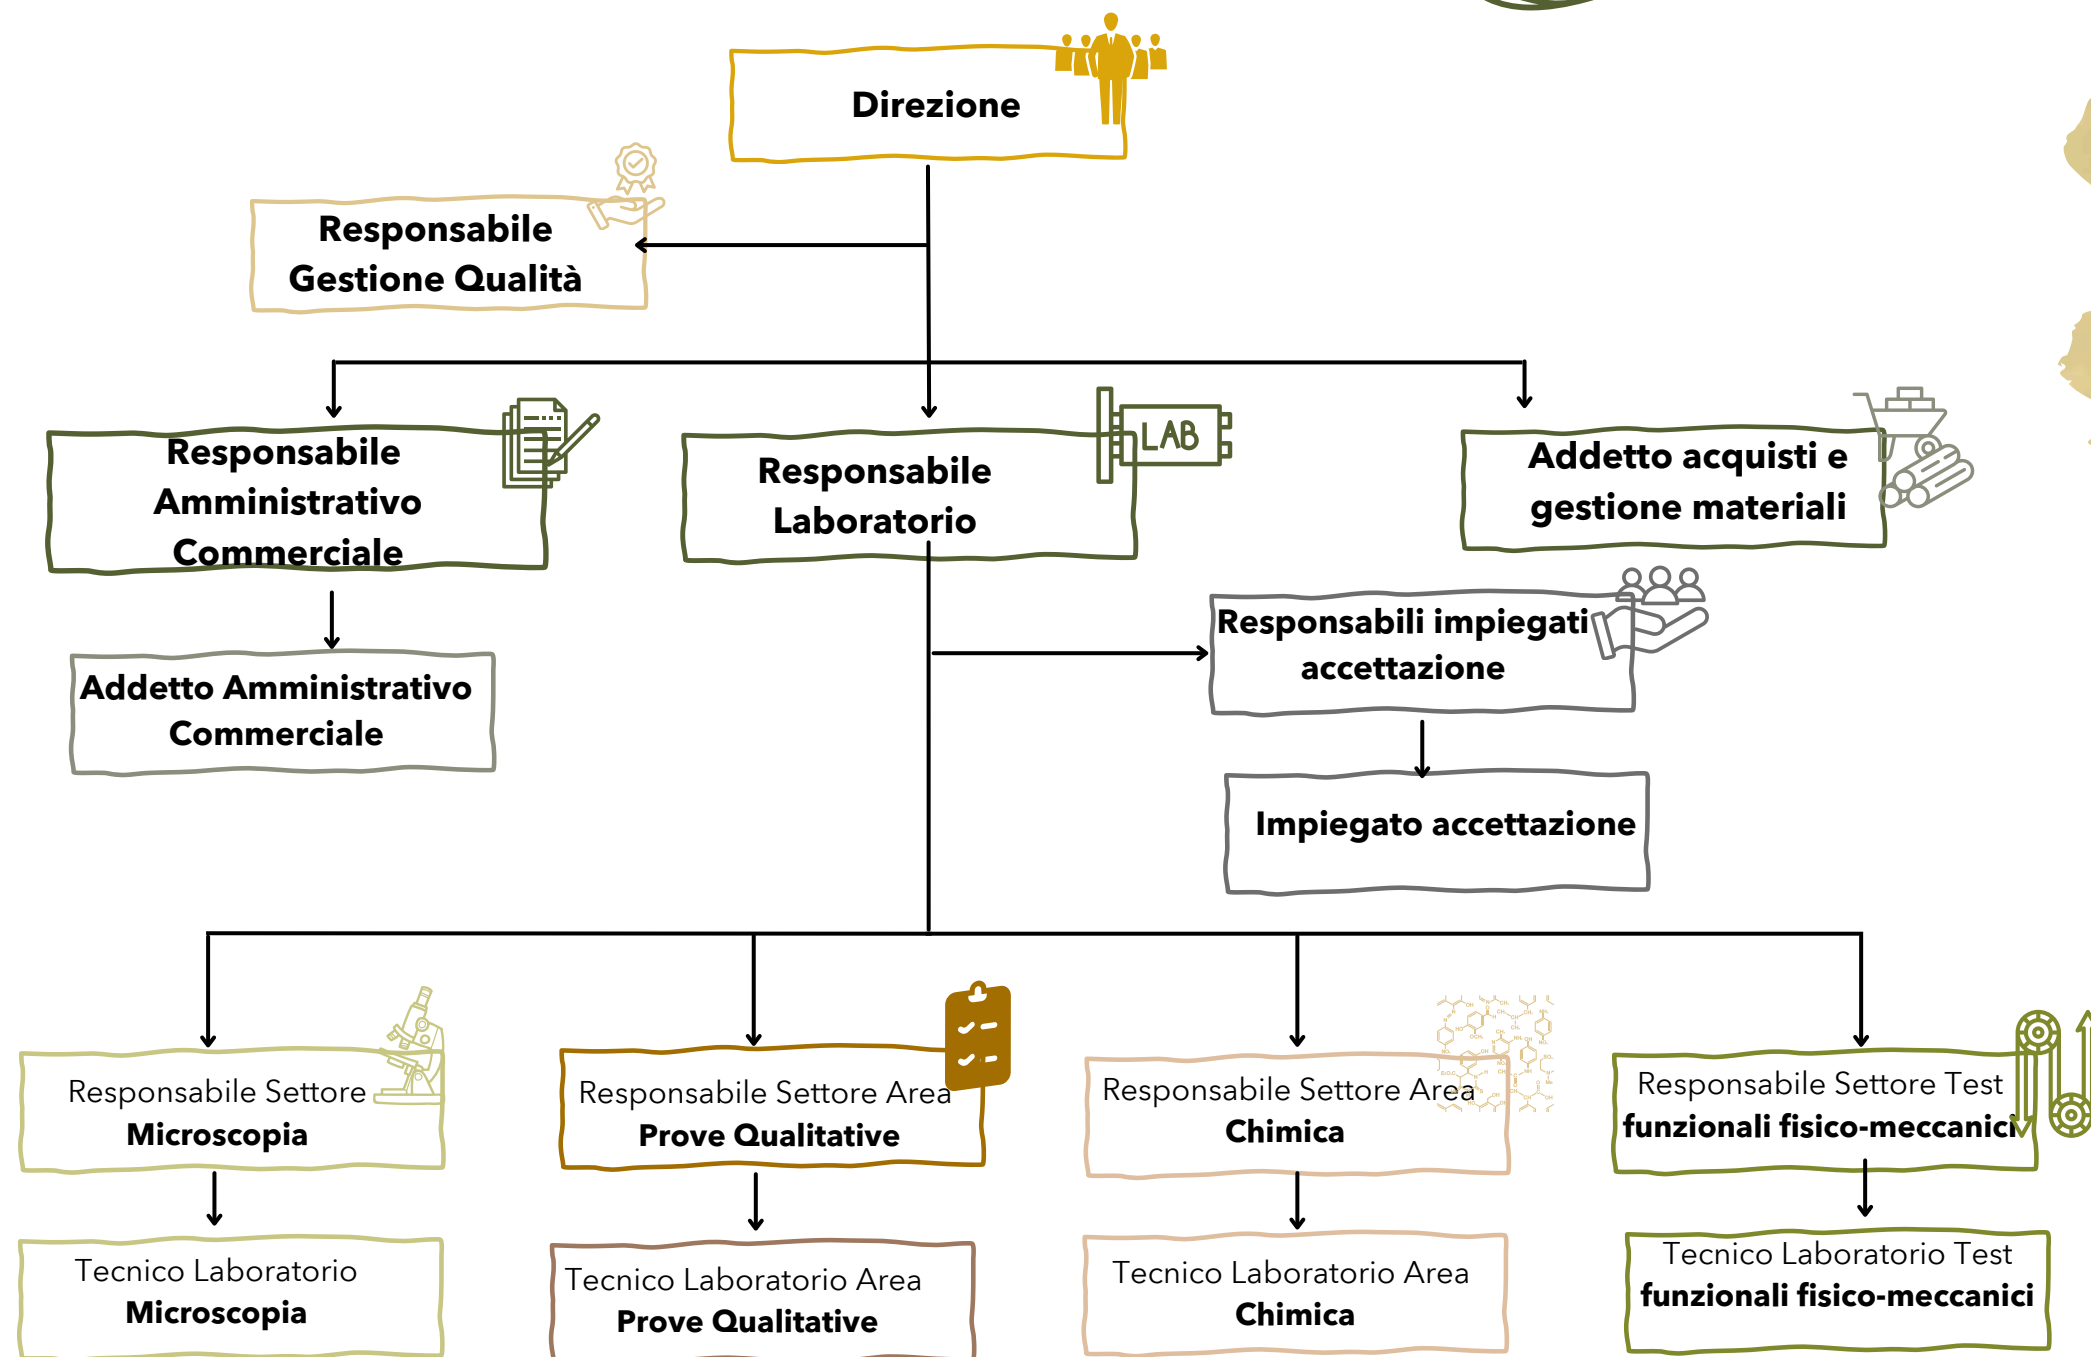 Direzione
Responsabile
Gestione Qualità
Responsabile
Amministrativo
Commerciale
LAB
Responsabile
Laboratorio
Addetto acquisti e
gestione materiali
Addetto Amministrativo
Commerciale
Responsabili impiegati
accettazione
Impiegato accettazione
Responsabile Settore
Microscopia
Responsabile Settore Area
Prove Qualitative
Responsabile Settore Area
Chimica
Responsabile Settore Test
funzionali fisico-meccanici
Tecnico Laboratorio
Microscopia
Tecnico Laboratorio Area
Prove Qualitative
Tecnico Laboratorio Area
Chimica
Tecnico Laboratorio Test
funzionali fisico-meccanici